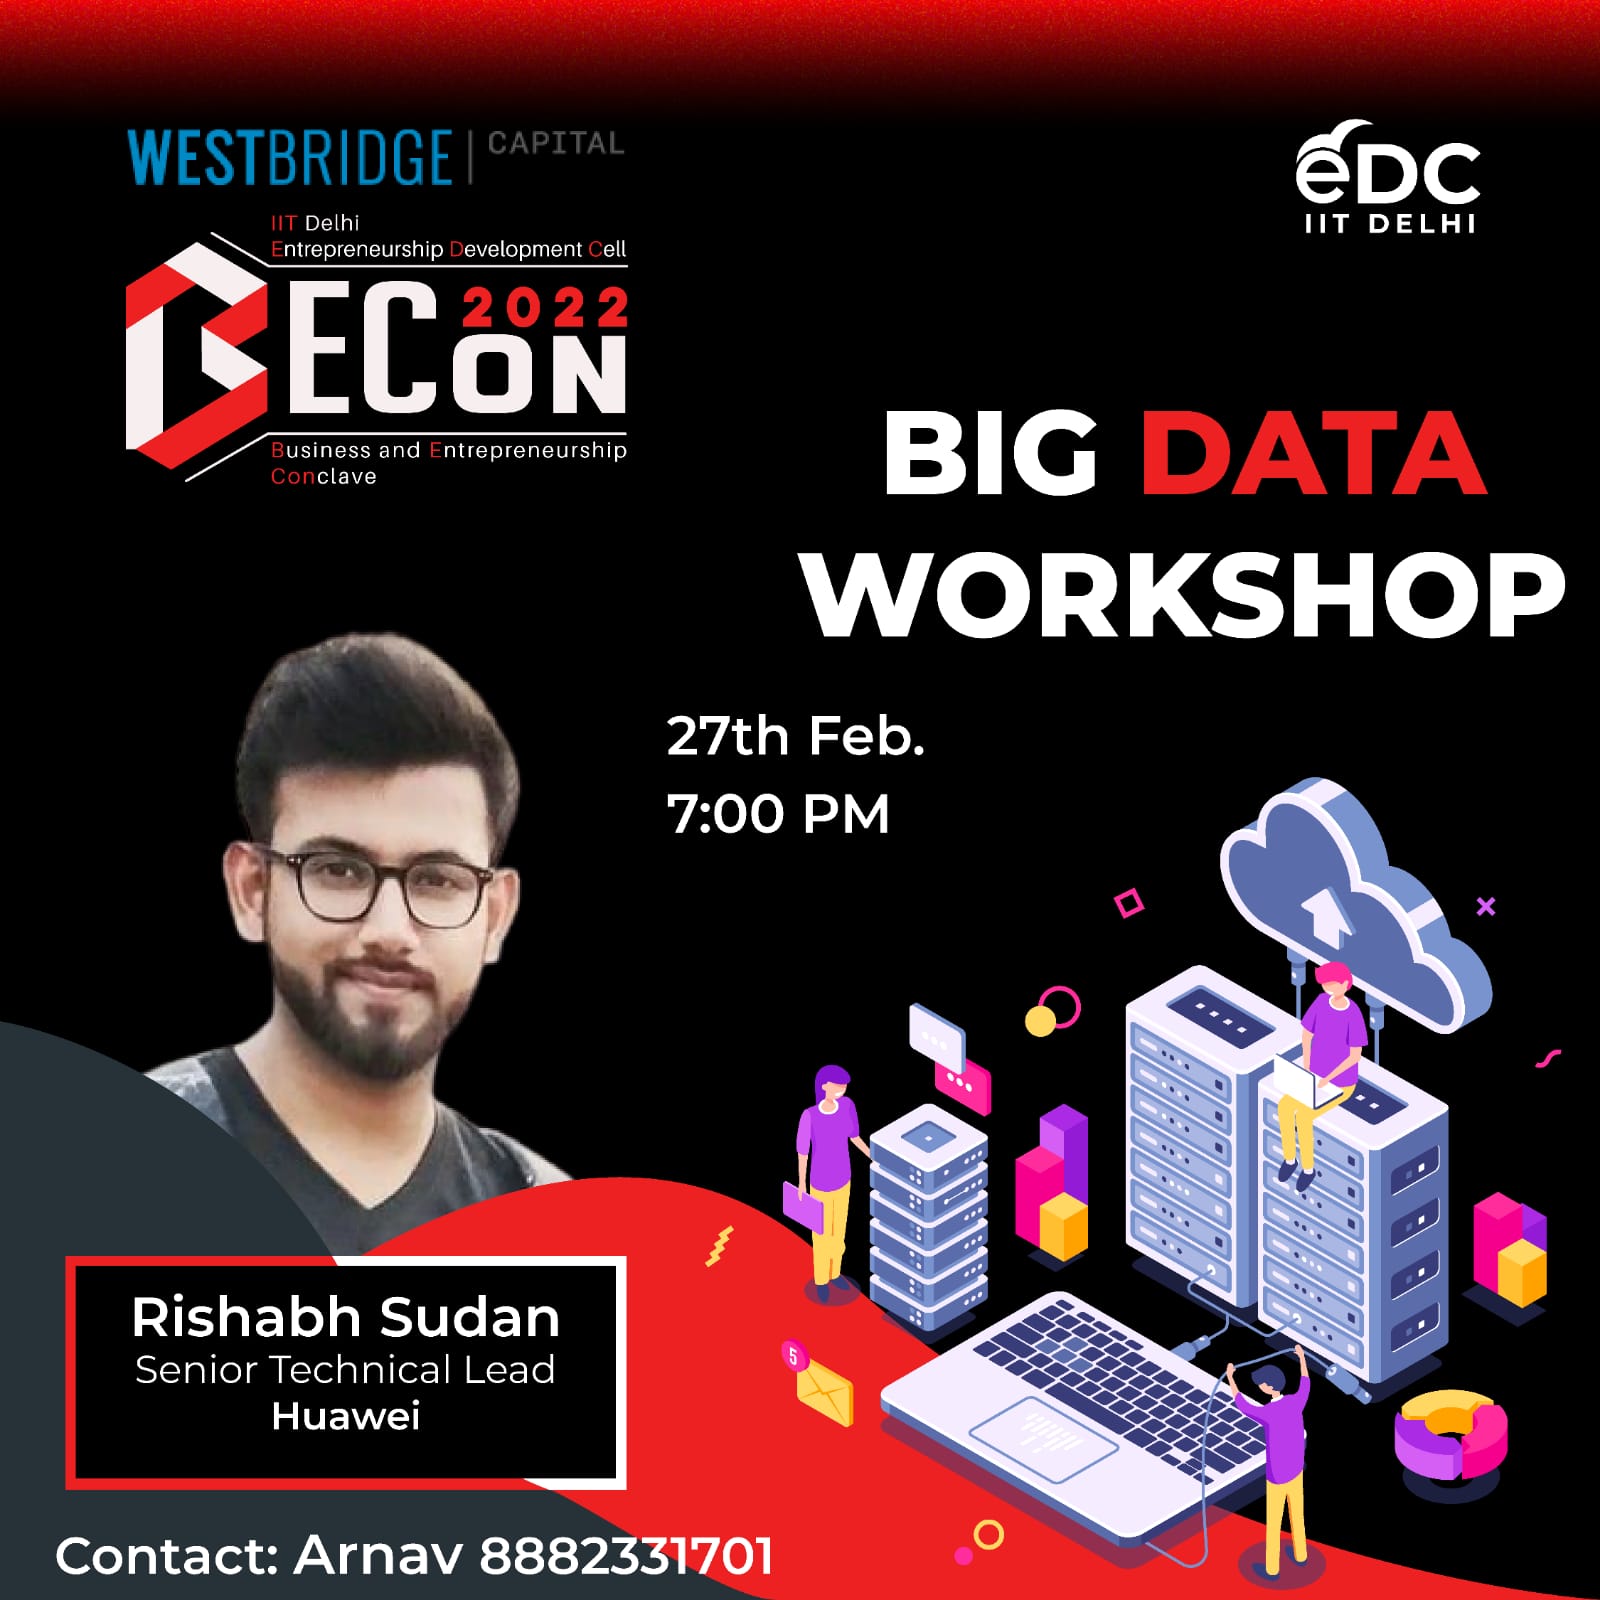 WESTBRIDGE | CAPITAL
IIT Delhi
Entrepreneurship Development Cell
BECon 2022
Business and Entrepreneurship
Conclave
eDC
IIT DELHI
BIG DATA
WORKSHOP
27th Feb.
7:00 PM
5
Rishabh Sudan
Senior Technical Lead
Huawei
Contact: Arnav 8882331701